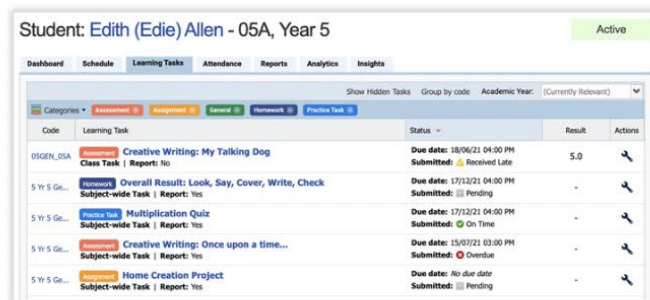 Student: Edith (Edie) Allen - 05A, Year 5
Active
Dashboard Schedule Learning Tasks Attendance Reports Analytics Insights
Show Hidden Tasks Group by code Academic Year: (Currently Relevant)
Categories Assessment Assignment General Homework Practice Task
Code Learning Task Status Result Actions
05GEN_05A Assessment Creative Writing: My Talking Dog Due date: 18/06/21 04:00 PM 5.0
Class Task | Report: No Submitted: Received Late
5 Yr 5 Ge... Homework Overall Result: Look, Say, Cover, Write, Check Due date: 17/12/21 04:00 PM -
Subject-wide Task | Report: Yes Submitted: Pending
5 Yr 5 Ge... Practice Task Multiplication Quiz Due date: 17/12/21 04:00 PM -
Subject-wide Task | Report: Yes Submitted: On Time
5 Yr 5 Ge... Assessment Creative Writing: Once upon a time... Due date: 15/07/21 03:00 PM -
Subject-wide Task | Report: Yes Submitted: Overdue
5 Yr 5 Ge... Assignment Home Creation Project Due date: No due date -
Subject-wide Task | Report: Yes Submitted: Pending